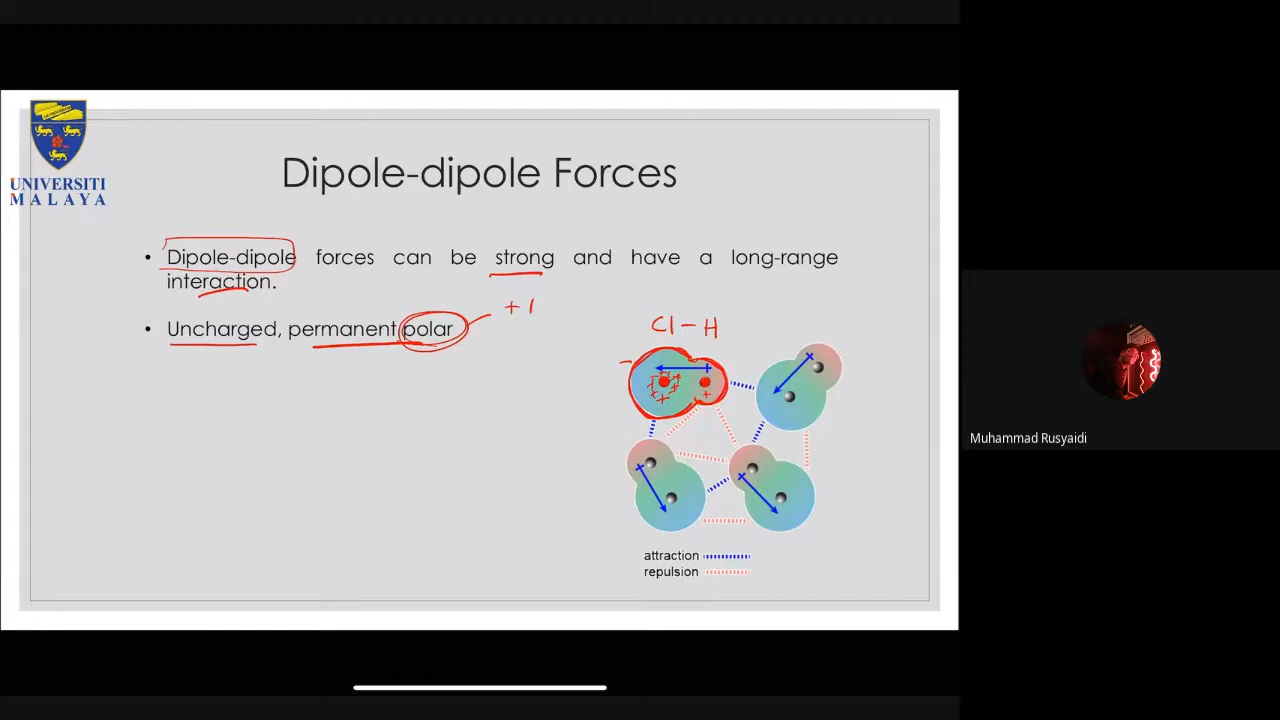 UNIVERSITI
MALAYA
Dipole-dipole Forces
• Dipole-dipole forces can be strong and have a long-range
interaction.
+1
• Uncharged, permanent polar
Cl-H
-
+
attraction
repulsion
Muhammad Rusyaidi